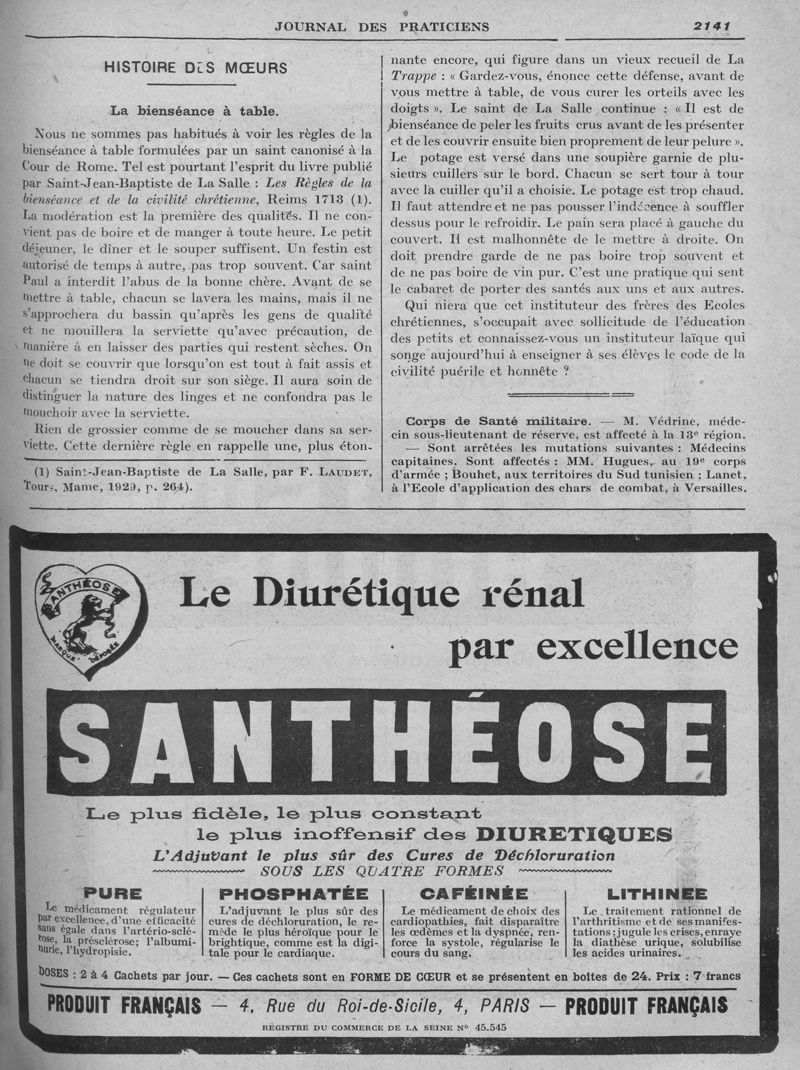 JOURNAL DES PRATICIENS
2141
HISTOIRE DES MŒURS
La bienséance à table.
Nous ne sommes pas habitués à voir les règles de la
bienséance à table formulées par un saint canonisé à la
Cour de Rome. Tel est pourtant l'esprit du livre publié
par Saint-Jean-Baptiste de La Salle : Les Règles de la
bienséance et de la civilité chrétienne, Reims 1713 (1).
La modération est la première des qualités. Il ne con-
vient pas de boire et de manger à toute heure. Le petit
déjeuner, le dîner et le souper suffisent. Un festin est
autorisé de temps à autre, pas trop souvent. Car saint
Paul a interdit l'abus de la bonne chère. Avant de se
mettre à table, chacun se lavera les mains, mais il ne
s'approchera du bassin qu'après les gens de qualité
et ne mouillera la serviette qu'avec précaution, de
manière à en laisser des parties qui restent sèches. On
ne doit se couvrir que lorsqu'on est tout à fait assis et
chacun se tiendra droit sur son siège. Il aura soin de
distinguer la nature des linges et ne confondra pas le
mouchoir avec la serviette.
Rien de grossier comme de se moucher dans sa ser-
viette. Cette dernière règle en rappelle une, plus éton-
(1) Saint-Jean-Baptiste de La Salle, par F. LAUDET,
Tours, Mame, 1929, p. 264).
nante encore, qui figure dans un vieux recueil de La
Trappe : « Gardez-vous, énonce cette défense, avant de
vous mettre à table, de vous curer les orteils avec les
doigts ». Le saint de La Salle continue : « Il est de
bienséance de peler les fruits crus avant de les présenter
et de les couvrir ensuite bien proprement de leur pelure ».
Le potage est versé dans une soupière garnie de plu-
sieurs cuillers sur le bord. Chacun se sert tour à tour
avec la cuiller qu'il a choisie. Le potage est trop chaud.
Il faut attendre et ne pas pousser l'indécence à souffler
dessus pour le refroidir. Le pain sera placé à gauche du
couvert. Il est malhonnête de le mettre à droite. On
doit prendre garde de ne pas boire trop souvent et
de ne pas boire de vin pur. C'est une pratique qui sent
le cabaret de porter des santés aux uns et aux autres.
Qui niera que cet instituteur des frères des Ecoles
chrétiennes, s'occupait avec sollicitude de l'éducation
des petits et connaissez-vous un instituteur laïque qui
songe aujourd'hui à enseigner à ses élèves le code de la
civilité puérile et honnête ?
Corps de Santé militaire. — M. Védrine, méde-
cin sous-lieutenant de réserve, est affecté à la 13e région.
— Sont arrêtées les mutations suivantes : Médecins
capitaines. Sont affectés : MM. Hugues, au 19e corps
d'armée ; Bouhet, aux territoires du Sud tunisien ; Lanet,
à l'Ecole d'application des chars de combat, à Versailles.
SANTHÉOSE
MARQUE DÉPOSÉE
Le Diurétique rénal
par excellence
SANTHÉOSE
Le plus fidèle, le plus constant
le plus inoffensif des DIURETIQUES
L'Adjuvant le plus sûr des Cures de Déchloruration
SOUS LES QUATRE FORMES
PURE
Le médicament régulateur
par excellence, d'une efficacité
sans égale dans l'artério-sclé-
rose, la présclérose; l'albumi-
nurie, l'hydropisie.
PHOSPHATÉE
L'adjuvant le plus sûr des
cures de déchloruration, le re-
mède le plus héroïque pour le
brightique, comme est la digi-
tale pour le cardiaque.
CAFÉINÉE
Le médicament de choix des
cardiopathies, fait disparaître
les œdèmes et la dyspnée, ren-
force la systole, régularise le
cours du sang.
LITHINÉE
Le traitement rationnel de
l'arthritisme et de ses manifes-
tations; jugule les crises, enraye
la diathèse urique, solubilise
les acides urinaires.
DOSES : 2 à 4 Cachets par jour. — Ces cachets sont en FORME DE CŒUR et se présentent en boîtes de 24. Prix : 7 francs
PRODUIT FRANÇAIS — 4, Rue du Roi-de-Sicile, 4, PARIS — PRODUIT FRANÇAIS
REGISTRE DU COMMERCE DE LA SEINE No 45.545